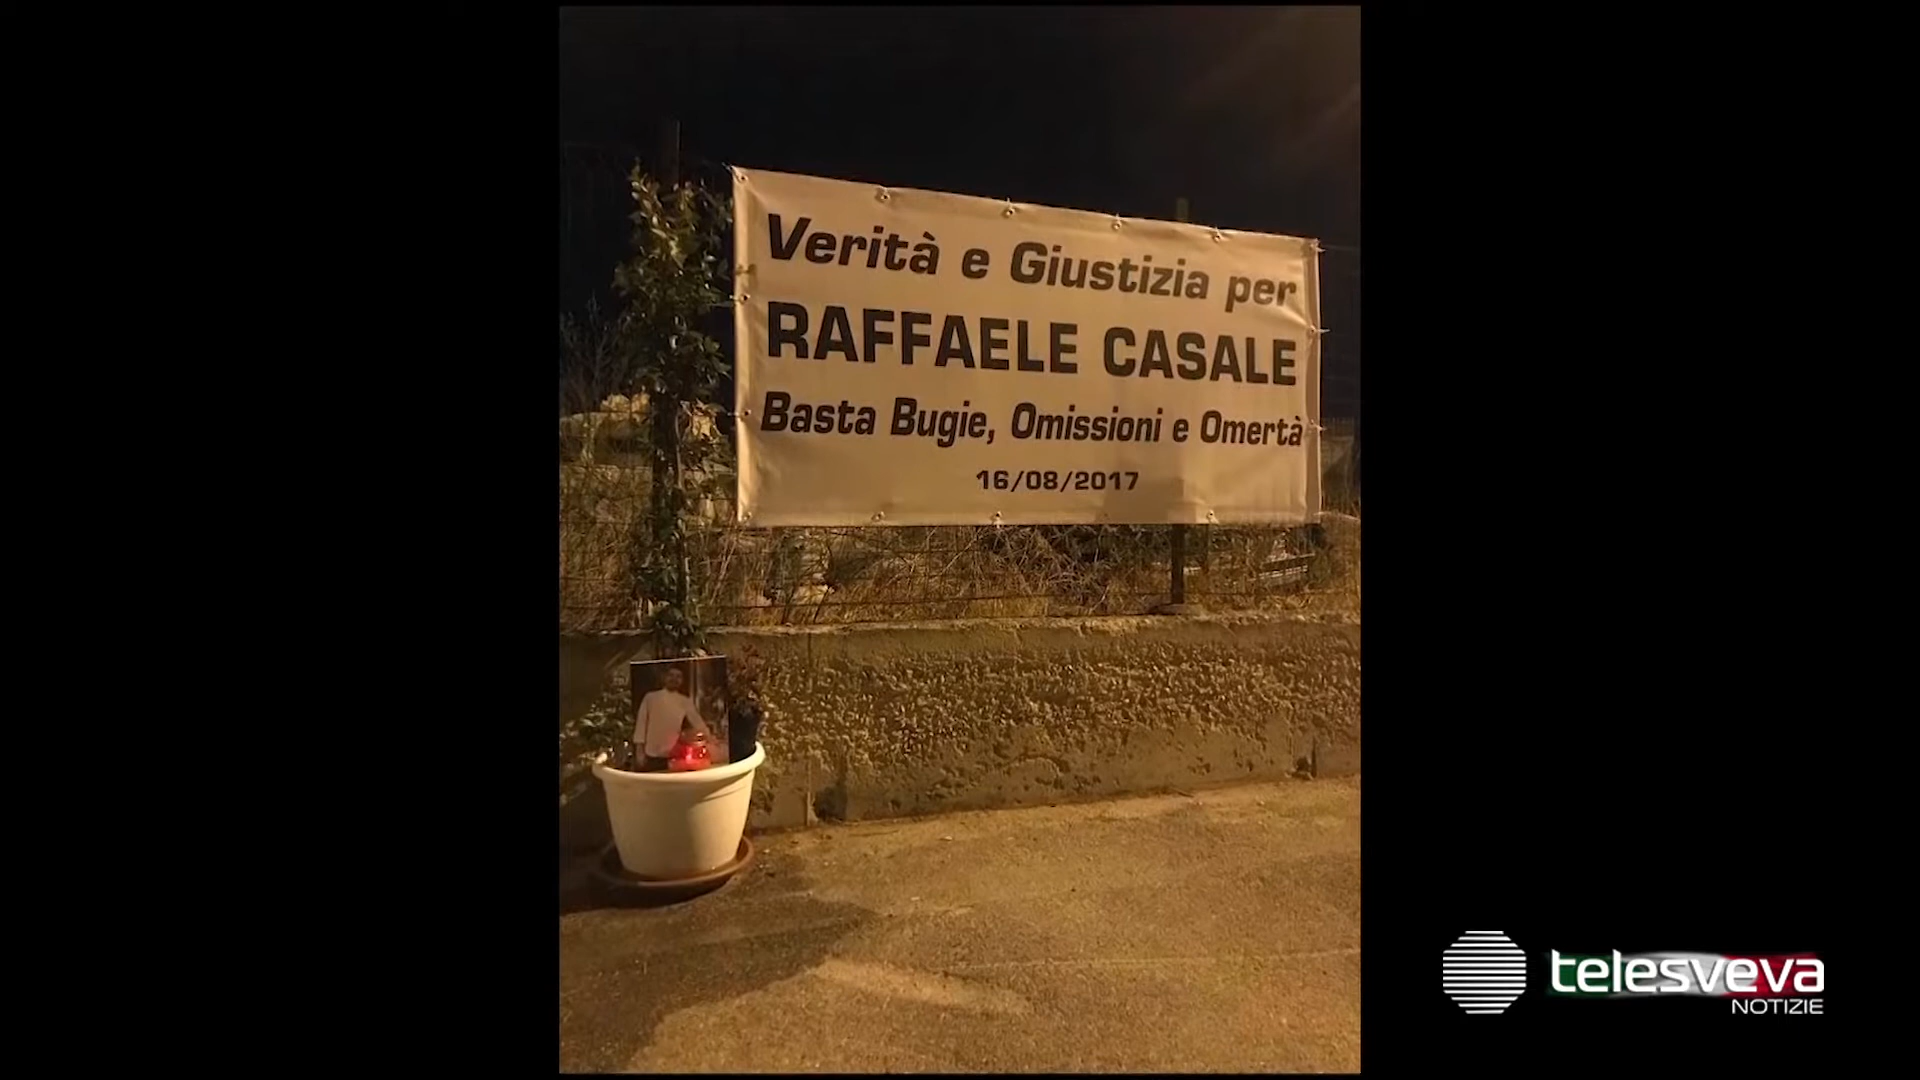 Verità e Giustizia per
RAFFAELE CASALE
Basta Bugie, Omissioni e Omertà
16/08/2017
telesveva
NOTIZIE